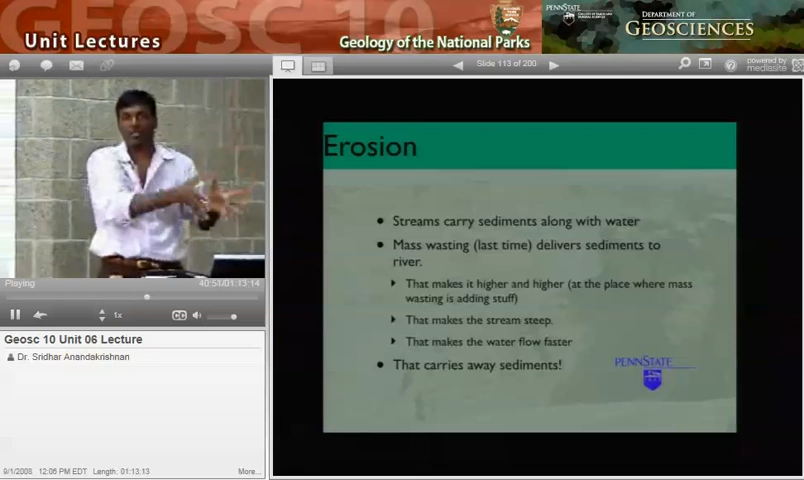 GEOSC 10
Unit Lectures
Geology of the National Parks
PENNSTATE
DEPARTMENT OF
GEOSCIENCES
Slide 113 of 200
powered by
mediasite
Erosion
• Streams carry sediments along with water
• Mass wasting (last time) delivers sediments to
river.
That makes it higher and higher (at the place where mass
wasting is adding stuff)
That makes the stream steep.
That makes the water flow faster
• That carries away sediments!
PENNSTATE
Playing
40:51/01:13:14
1x
CC
Geosc 10 Unit 06 Lecture
Dr. Sridhar Anandakrishnan
9/1/2008 12:06 PM EDT Length: 01:13:13
More...